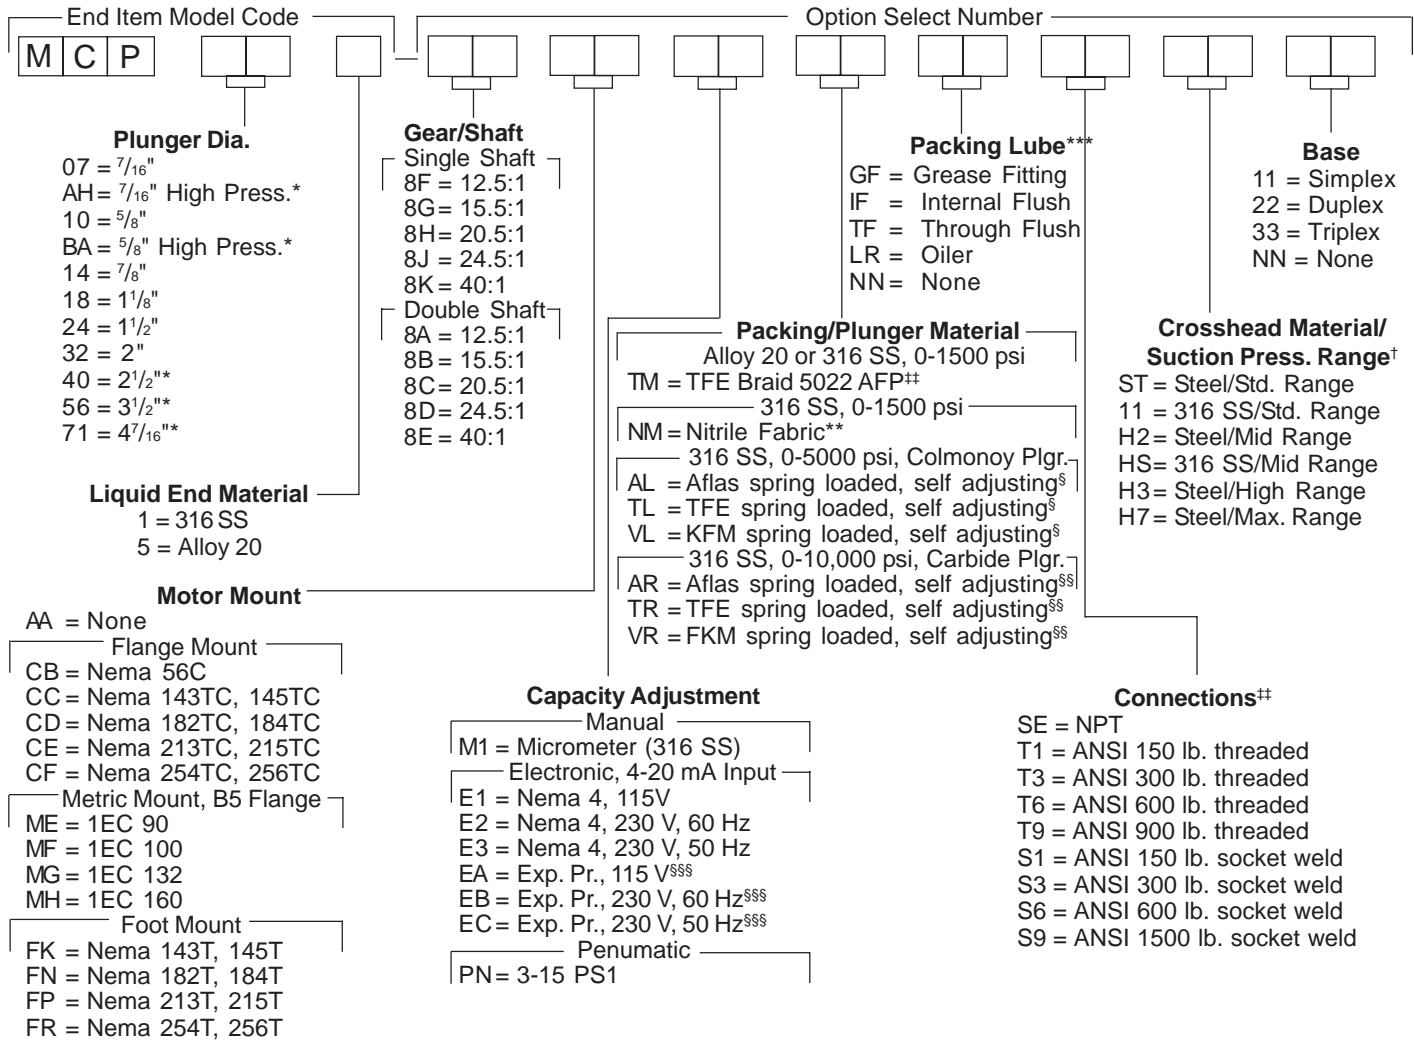 End Item Model Code
Option Select Number
M C P
Plunger Dia.
07 = 7/16"
AH = 7/16" High Press.*
10 = 5/8"
BA = 5/8" High Press.*
14 = 7/8"
18 = 1 1/8"
24 = 1 1/2"
32 = 2"
40 = 2 1/2"*
56 = 3 1/2"*
71 = 4 7/16"*
Liquid End Material
1 = 316 SS
5 = Alloy 20
Gear/Shaft
Single Shaft
8F = 12.5:1
8G = 15.5:1
8H = 20.5:1
8J = 24.5:1
8K = 40:1
Double Shaft
8A = 12.5:1
8B = 15.5:1
8C = 20.5:1
8D = 24.5:1
8E = 40:1
Motor Mount
AA = None
Flange Mount
CB = Nema 56C
CC = Nema 143TC, 145TC
CD = Nema 182TC, 184TC
CE = Nema 213TC, 215TC
CF = Nema 254TC, 256TC
Metric Mount, B5 Flange
ME = 1EC 90
MF = 1EC 100
MG = 1EC 132
MH = 1EC 160
Foot Mount
FK = Nema 143T, 145T
FN = Nema 182T, 184T
FP = Nema 213T, 215T
FR = Nema 254T, 256T
Capacity Adjustment
Manual
M1 = Micrometer (316 SS)
Electronic, 4-20 mA Input
E1 = Nema 4, 115V
E2 = Nema 4, 230 V, 60 Hz
E3 = Nema 4, 230 V, 50 Hz
EA = Exp. Pr., 115 V§§§
EB = Exp. Pr., 230 V, 60 Hz§§§
EC = Exp. Pr., 230 V, 50 Hz§§§
Penumatic
PN = 3-15 PS1
Packing/Plunger Material
Alloy 20 or 316 SS, 0-1500 psi
TM = TFE Braid 5022 AFP‡‡
316 SS, 0-1500 psi
NM = Nitrile Fabric**
316 SS, 0-5000 psi, Colmonoy Plgr.
AL = Aflas spring loaded, self adjusting§
TL = TFE spring loaded, self adjusting§
VL = KFM spring loaded, self adjusting§
316 SS, 0-10,000 psi, Carbide Plgr.
AR = Aflas spring loaded, self adjusting§§
TR = TFE spring loaded, self adjusting§§
VR = FKM spring loaded, self adjusting§§
Packing Lube***
GF = Grease Fitting
IF = Internal Flush
TF = Through Flush
LR = Oiler
NN = None
Connections‡‡
SE = NPT
T1 = ANSI 150 lb. threaded
T3 = ANSI 300 lb. threaded
T6 = ANSI 600 lb. threaded
T9 = ANSI 900 lb. threaded
S1 = ANSI 150 lb. socket weld
S3 = ANSI 300 lb. socket weld
S6 = ANSI 600 lb. socket weld
S9 = ANSI 1500 lb. socket weld
Crosshead Material/
Suction Press. Range†
ST = Steel/Std. Range
11 = 316 SS/Std. Range
H2 = Steel/Mid Range
HS = 316 SS/Mid Range
H3 = Steel/High Range
H7 = Steel/Max. Range
Base
11 = Simplex
22 = Duplex
33 = Triplex
NN = None